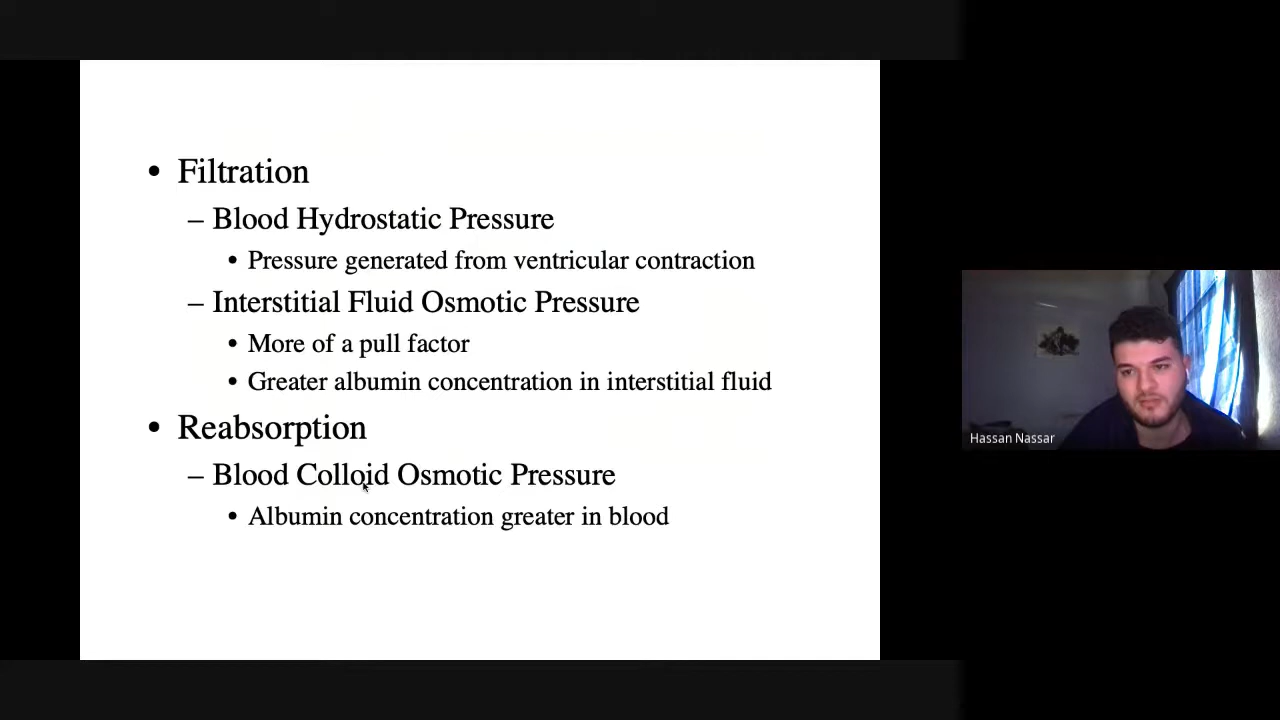 • Filtration
– Blood Hydrostatic Pressure
• Pressure generated from ventricular contraction
– Interstitial Fluid Osmotic Pressure
• More of a pull factor
• Greater albumin concentration in interstitial fluid
• Reabsorption
– Blood Colloid Osmotic Pressure
• Albumin concentration greater in blood
Hassan Nassar